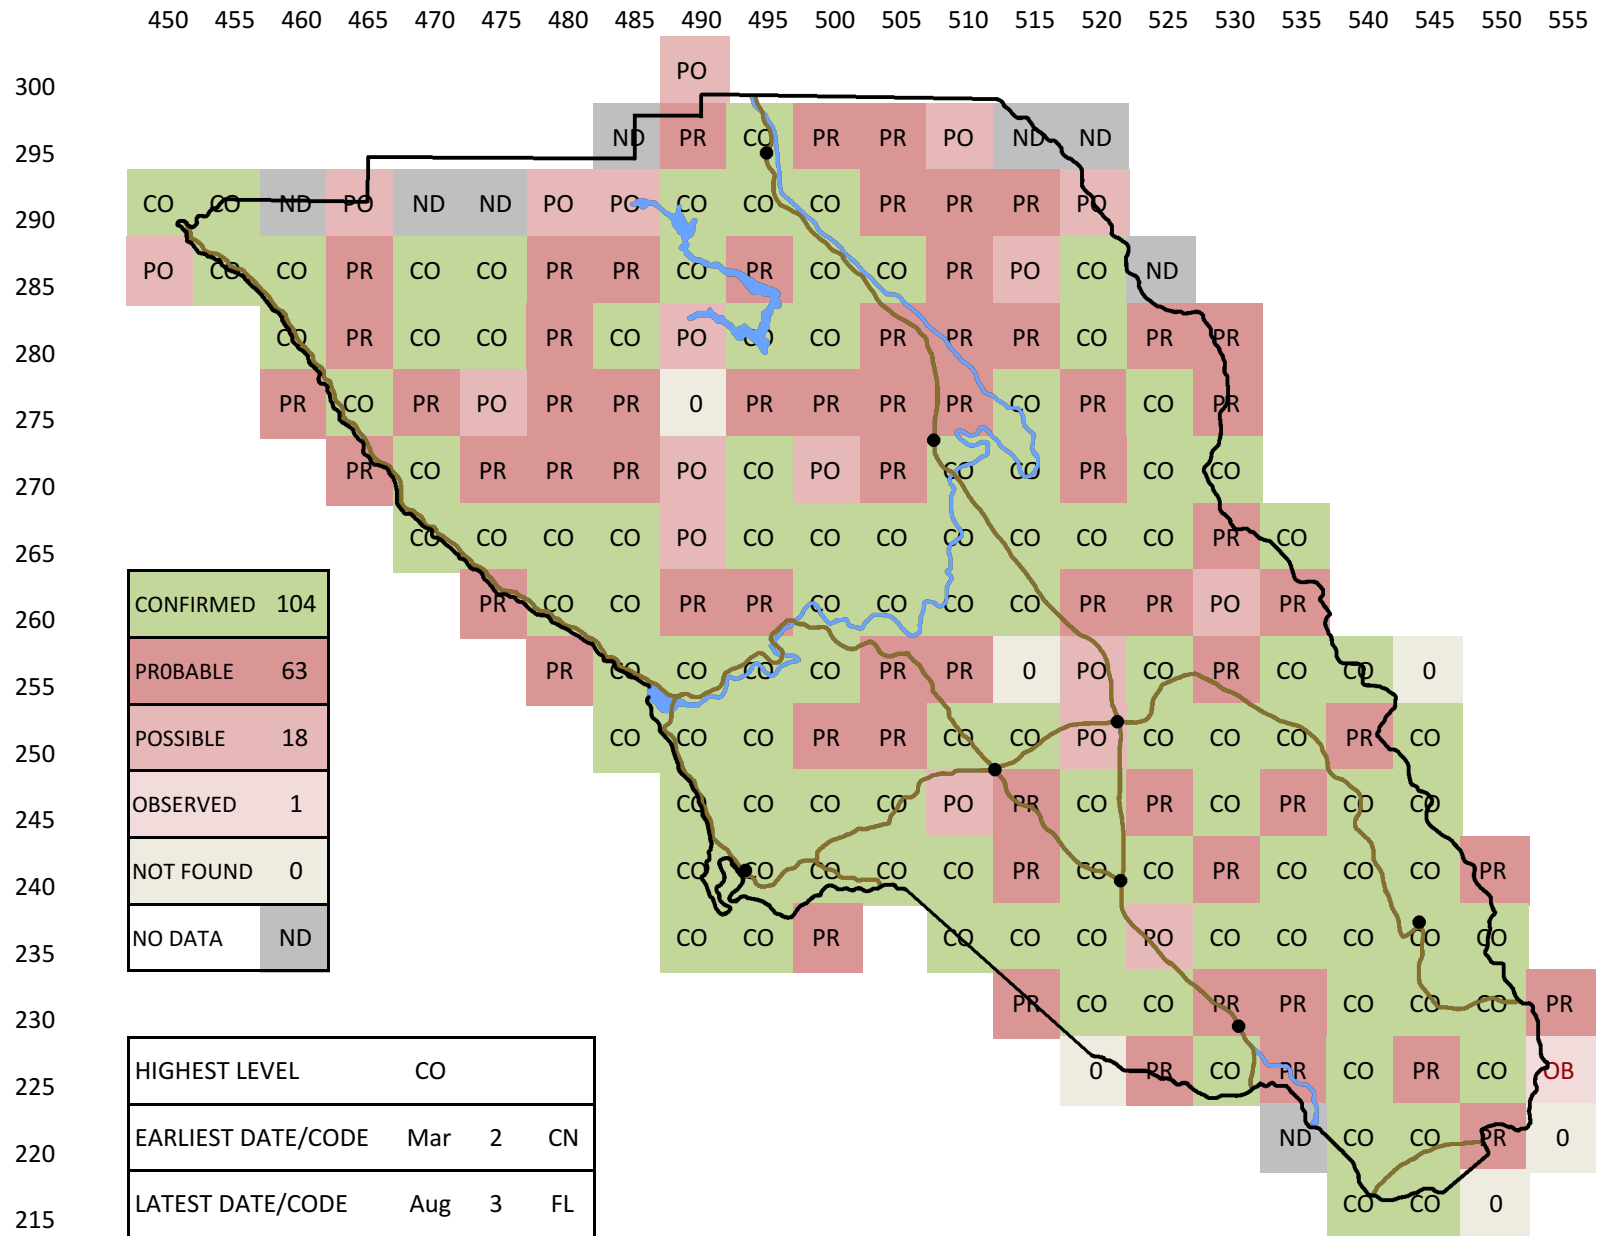 450 455 460 465 470 475 480 485 490 495 500 505 510 515 520 525 530 535 540 545 550 555
PO
300
ND PR CO PR PR PO ND ND
295
CO CO ND PO ND ND PO PO CO CO CO PR PR PR PO
290
PO CO CO PR CO CO PR PR CO PR CO CO PR PO CO ND
285
CO PR CO CO PR CO PO CO CO PR PR PR CO PR PR
280
PR CO PR PO PR PR 0 PR PR PR PR CO PR CO PR
275
PR CO PR PR PR PO CO PO PR CO CO PR CO CO
270
CO CO CO CO PO CO CO CO CO CO CO CO PR CO
265
CONFIRMED 104 PR CO CO PR PR CO CO CO CO PR PR PO PR
260
PR0BABLE 63 PR CO CO CO CO PR PR 0 PO CO PR CO CO 0
255
POSSIBLE 18 CO CO CO PR PR CO CO PO CO CO CO PR CO
250
OBSERVED 1 CO CO CO CO PO PR CO PR CO PR CO CO
245
NOT FOUND 0 CO CO CO CO CO PR CO CO PR CO CO CO PR
240
NO DATA ND CO CO PR CO CO CO PO CO CO CO CO CO
235
PR CO CO PR PR CO CO CO PR
230
HIGHEST LEVEL CO 0 PR CO PR CO PR CO OB
225
EARLIEST DATE/CODE Mar 2 CN ND CO CO PR 0
220
LATEST DATE/CODE Aug 3 FL CO CO 0
215